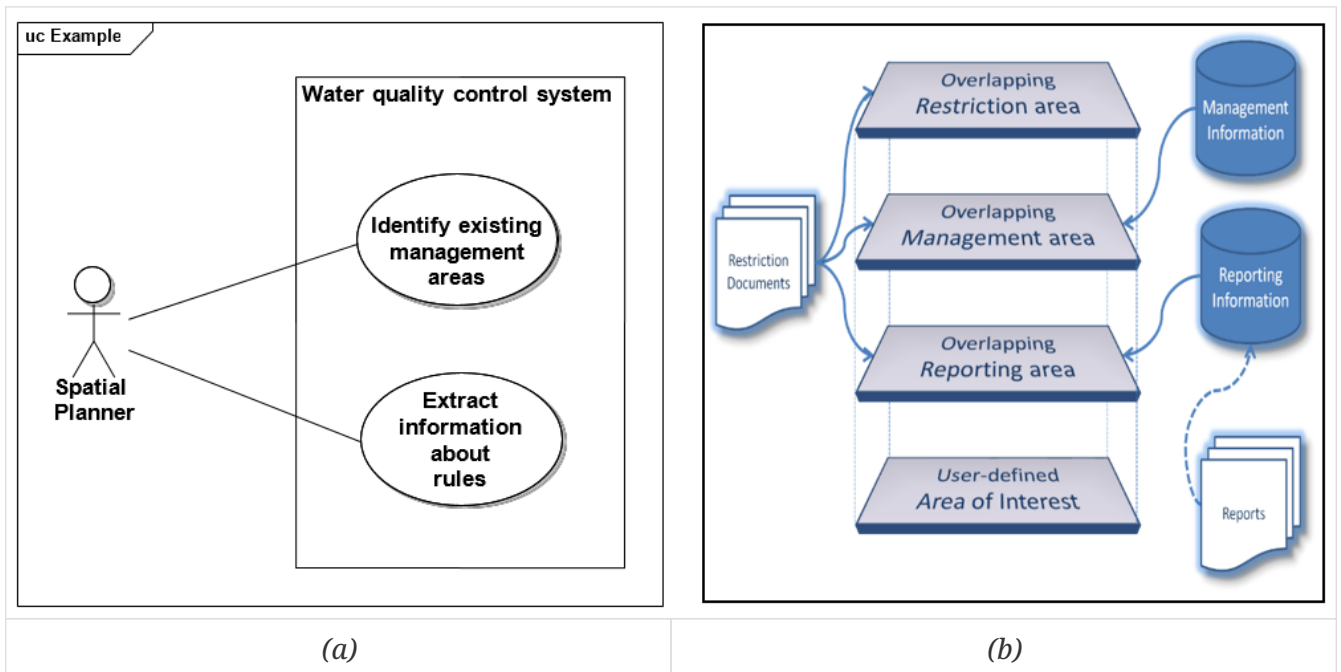 uc Example
Water quality control system
Identify existing
management
areas
Spatial
Planner
Extract
information
about
rules
(a)
Overlapping
Restriction area
Management
Information
Overlapping
Management area
Restriction
Documents
Reporting
Information
Overlapping
Reporting area
User-defined
Area of Interest
Reports
(b)